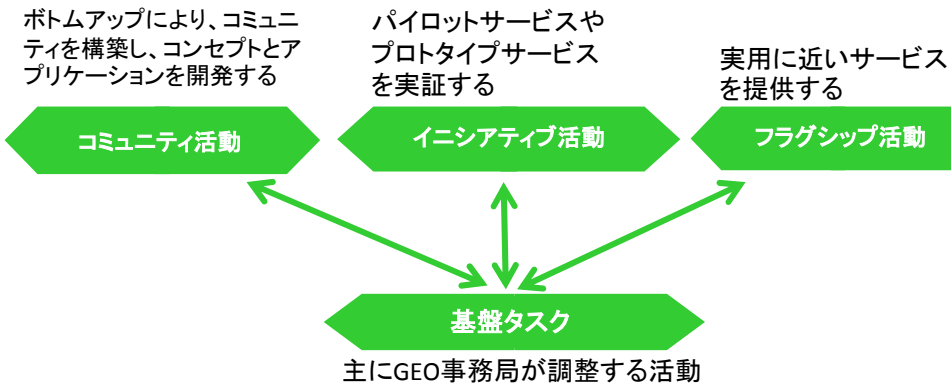 ボトムアップにより、コミュニ
ティを構築し、コンセプトとア
プリケーションを開発する
パイロットサービスや
プロトタイプサービス
を実証する
実用に近いサービス
を提供する
コミュニティ活動
イニシアティブ活動
フラグシップ活動
基盤タスク
主にGEO事務局が調整する活動